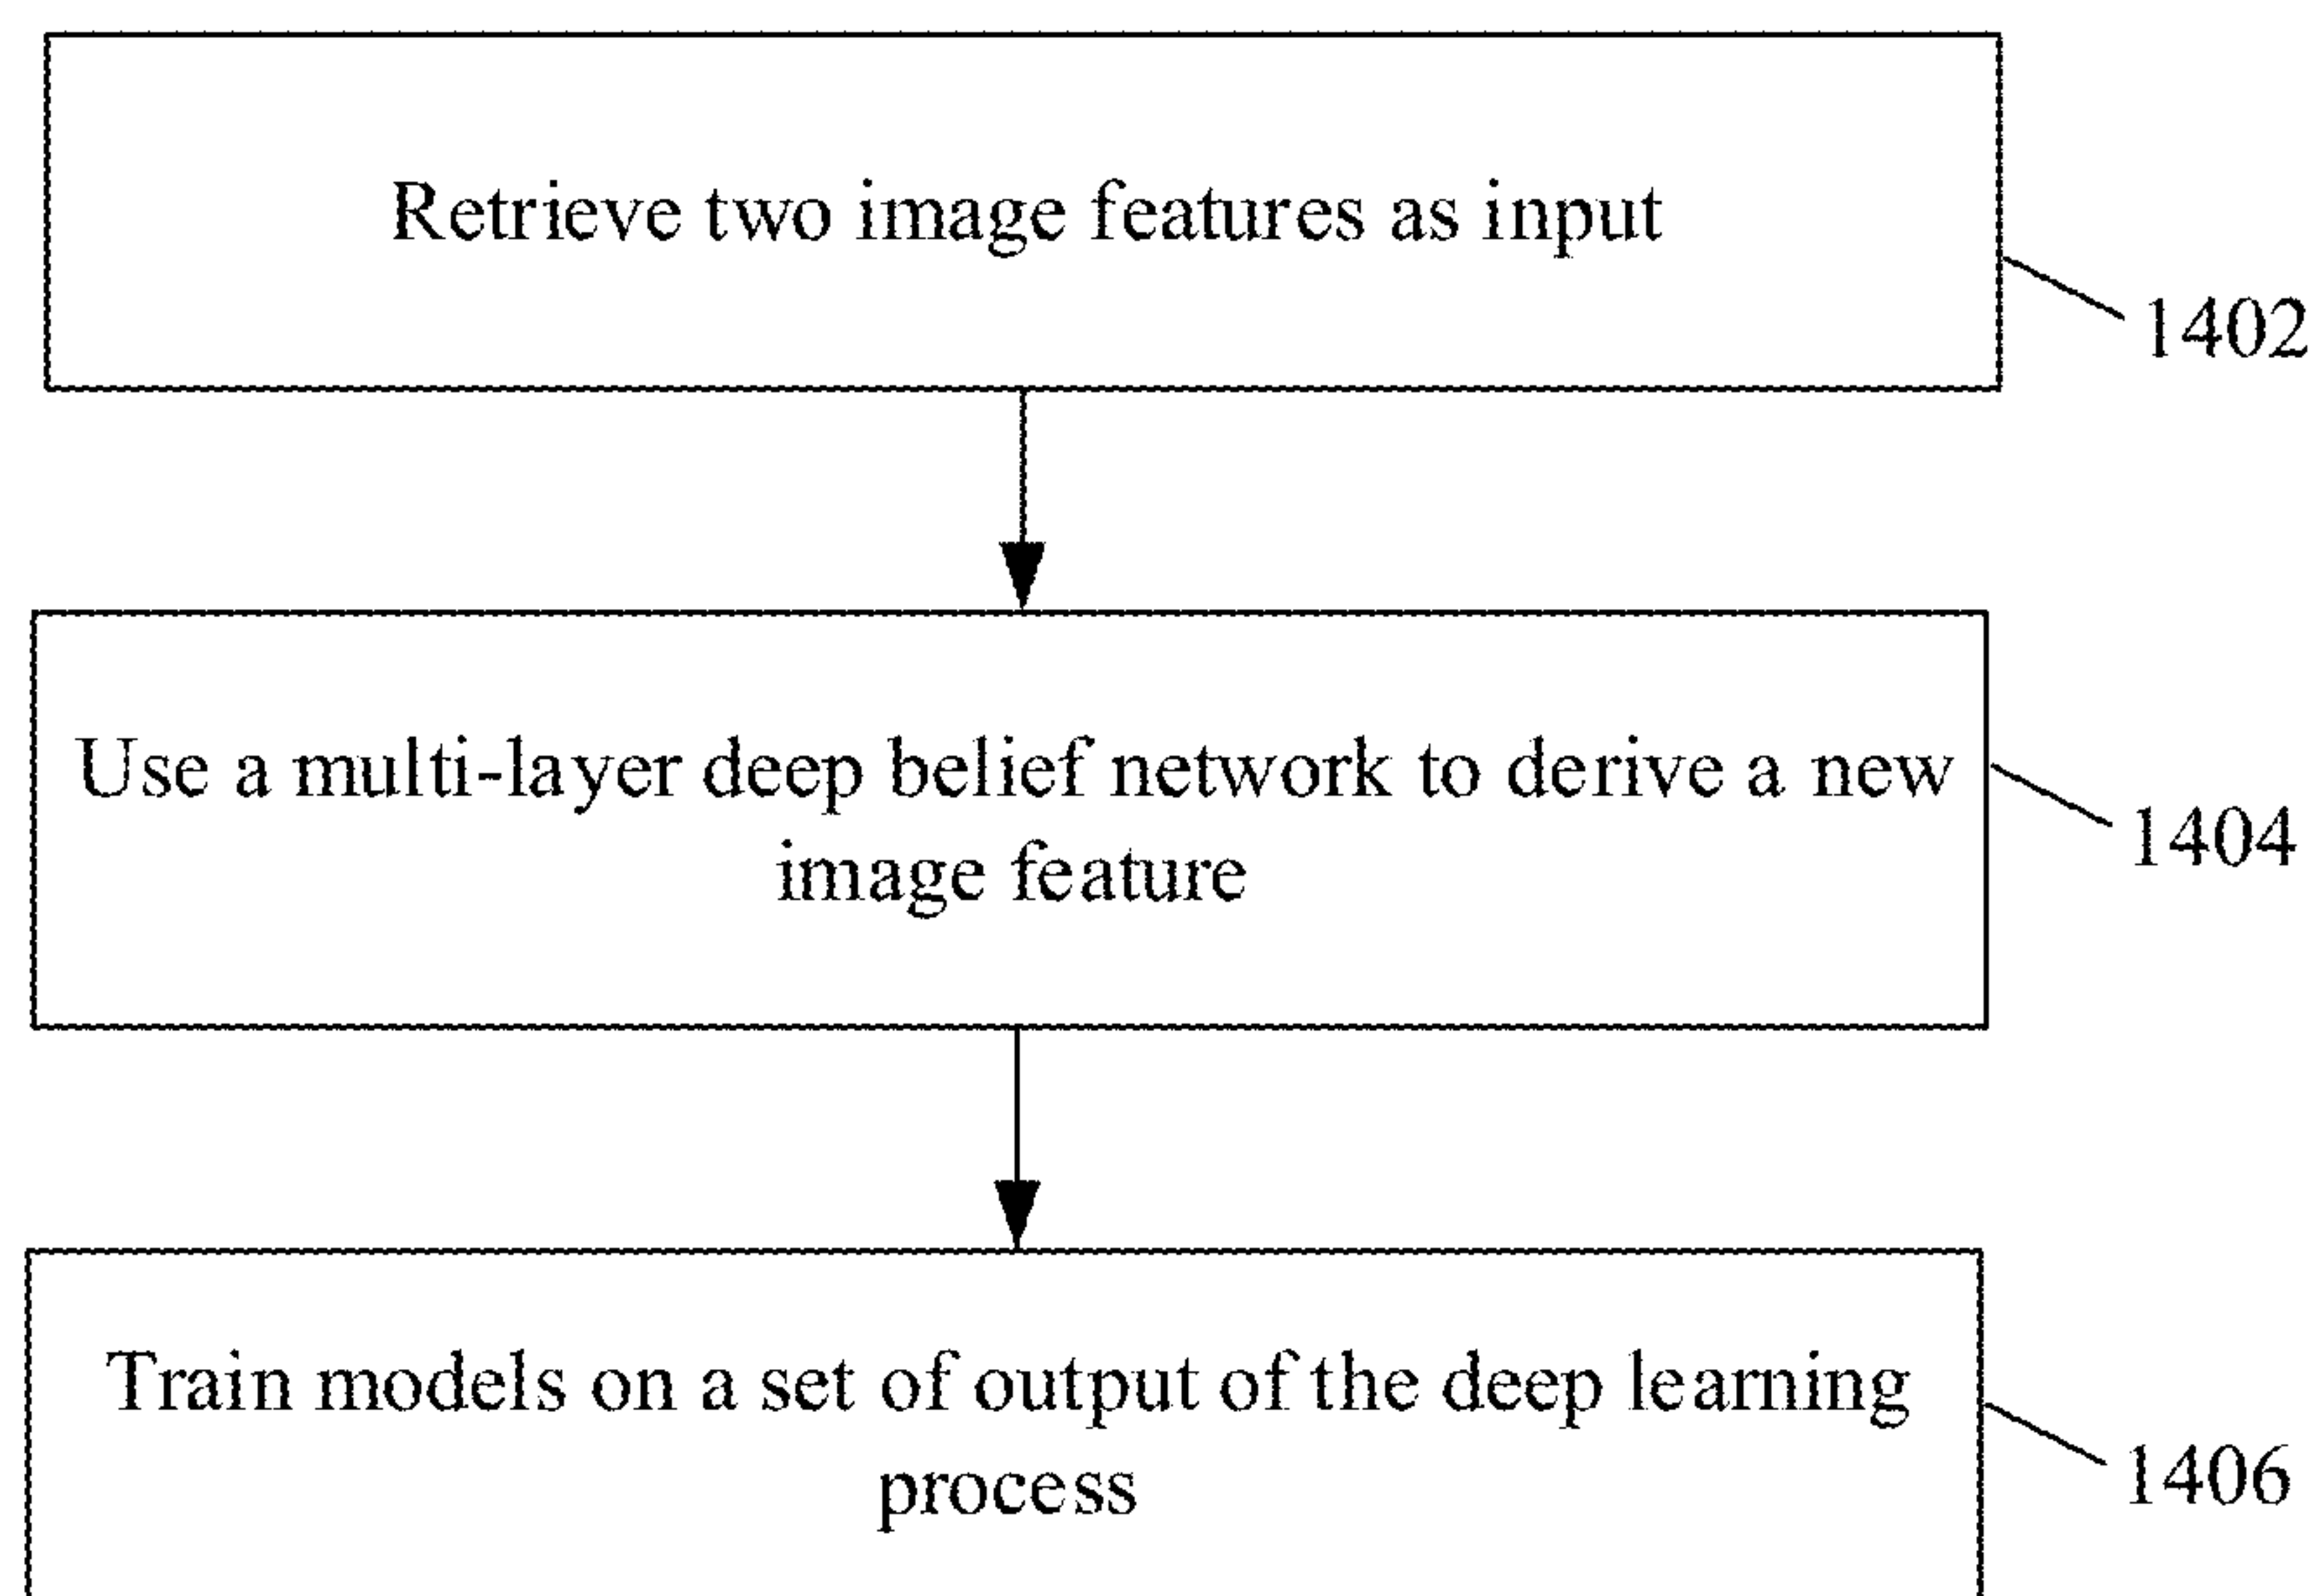 Retrieve two image features as input
1402
Use a multi-layer deep belief network to derive a new
image feature
1404
Train models on a set of output of the deep learning
process
1406